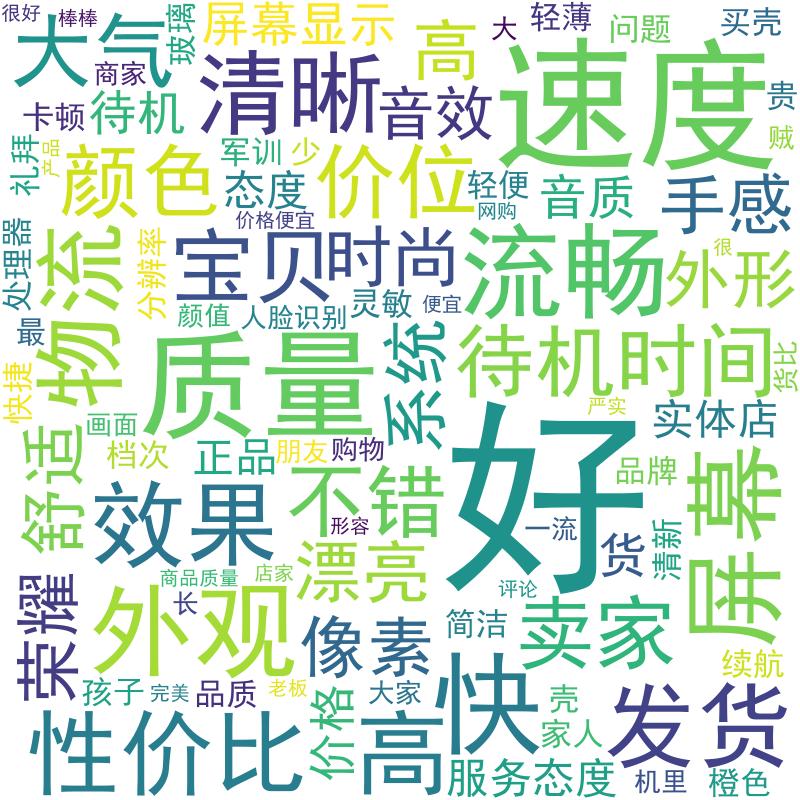 很好
棒棒
大气
玻璃
屏幕显示
高
大
轻薄
问题
买壳
商家
清晰
速度
卡顿
待机
音效
贵
贼
礼拜
产品
颜色
军训
少
价位
态度
轻便
网购
音质
手感
价格便宜
处理器
物流
分辨率
宝贝
时尚
流畅
很
外形
最
颜值
人脸识别
灵敏
便宜
质量
系统
待机时间
货比
快捷
画面
严实
舒适
档次
正品
朋友
购物
好
实体店
效果
不错
品牌
屏幕
形容
一流
货
清新
荣耀
外观
商品质量
店家
漂亮
评论
长
像素
简洁
卖家
续航
孩子
完美
品质
老板
价格
大家
快
壳
家人
发货
性价比
高
服务态度
机里
橙色